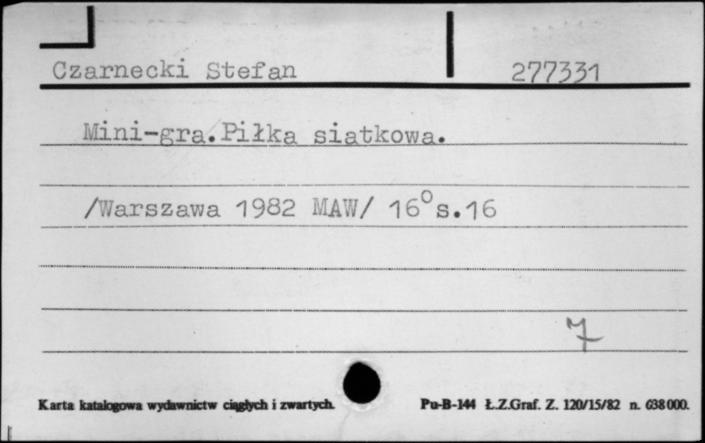 Czarnecki Stefan 277331
Mini-gra. Piłka siatkowa.
/Warszawa 1982 MAW/ 16° s.16
7
Karta katalogowa wydawnictw ciągłych i zwartych. Pu-B-144 Ł.Z.Graf. Z. 120/15/82 n. 638000.